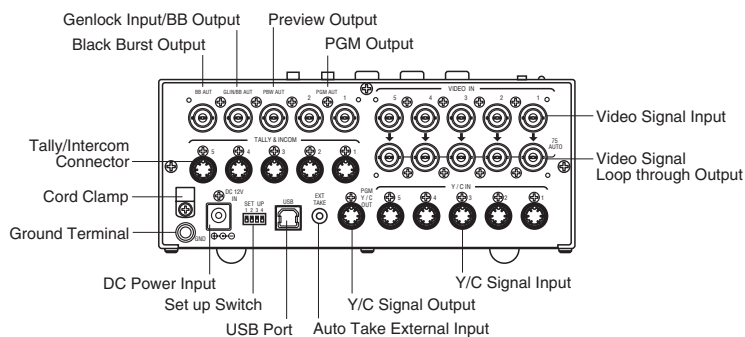 Genlock Input/BB Output Preview Output
Black Burst Output PGM Output
BB AUT GLIN/BB AUT PBW AUT 2 PGM AUT 1
VIDEO IN
5 4 3 2 1
Video Signal Input
75 AUTO
Video Signal
Loop through Output
Tally/Intercom
Connector
TALLY & INCOM
5 4 3 2 1
Cord Clamp
DC 12V
IN
SET UP
1 2 3 4
USB
EXT
TAKE
PGM
Y/C
OUT
Y / C IN
5 4 3 2 1
Ground Terminal
GND
DC Power Input
Set up Switch
USB Port
Auto Take External Input
Y/C Signal Output
Y/C Signal Input